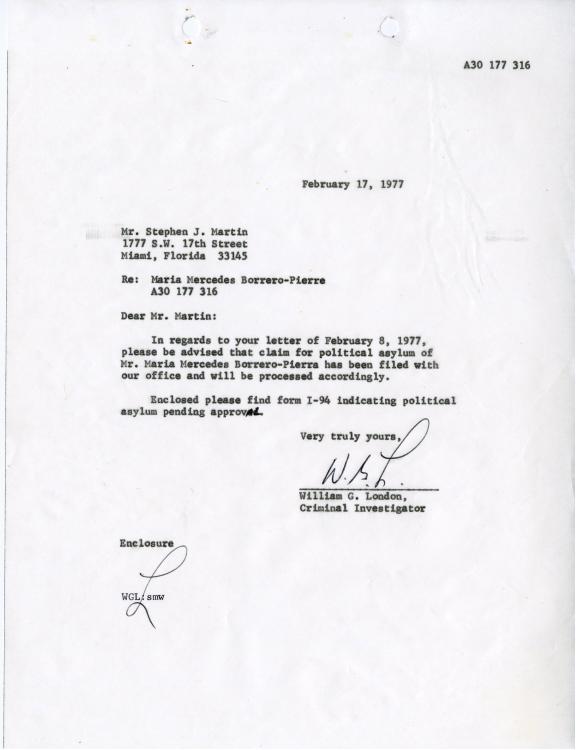 A30 177 316
February 17, 1977
Mr. Stephen J. Martin
1777 S.W. 17th Street
Miami, Florida 33145
Re: Maria Mercedes Borrero-Pierre
A30 177 316
Dear Mr. Martin:
In regards to your letter of February 8, 1977,
please be advised that claim for political asylum of
Mr. Maria Mercedes Borrero-Pierra has been filed with
our office and will be processed accordingly.
Enclosed please find form I-94 indicating political
asylum pending approval.
Very truly yours,
W. G. L.
William G. London,
Criminal Investigator
Enclosure
WGL:smw